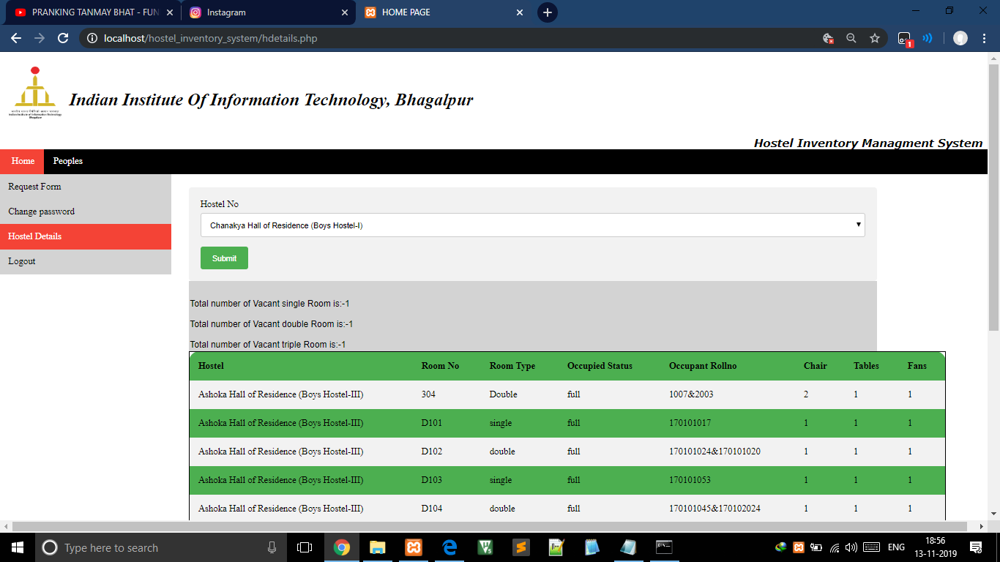 PRANKING TANMAY BHAT - FUN
Instagram
HOME PAGE
localhost/hostel_inventory_system/hdetails.php
1
Indian Institute Of Information Technology, Bhagalpur
Indian Institute of Information Technology
Bhagalpur
Hostel Inventory Managment System
Home Peoples
Request Form
Change password
Hostel Details
Logout
Hostel No
Chanakya Hall of Residence (Boys Hostel-I)
Submit
Total number of Vacant single Room is:-1
Total number of Vacant double Room is:-1
Total number of Vacant triple Room is:-1
Hostel Room No Room Type Occupied Status Occupant Rollno Chair Tables Fans
Ashoka Hall of Residence (Boys Hostel-III) 304 Double full 1007&2003 2 1 1
Ashoka Hall of Residence (Boys Hostel-III) D101 single full 170101017 1 1 1
Ashoka Hall of Residence (Boys Hostel-III) D102 double full 170101024&170101020 1 1 1
Ashoka Hall of Residence (Boys Hostel-III) D103 single full 170101053 1 1 1
Ashoka Hall of Residence (Boys Hostel-III) D104 double full 170101045&170102024 1 1 1
Type here to search
ENG
18:56
13-11-2019